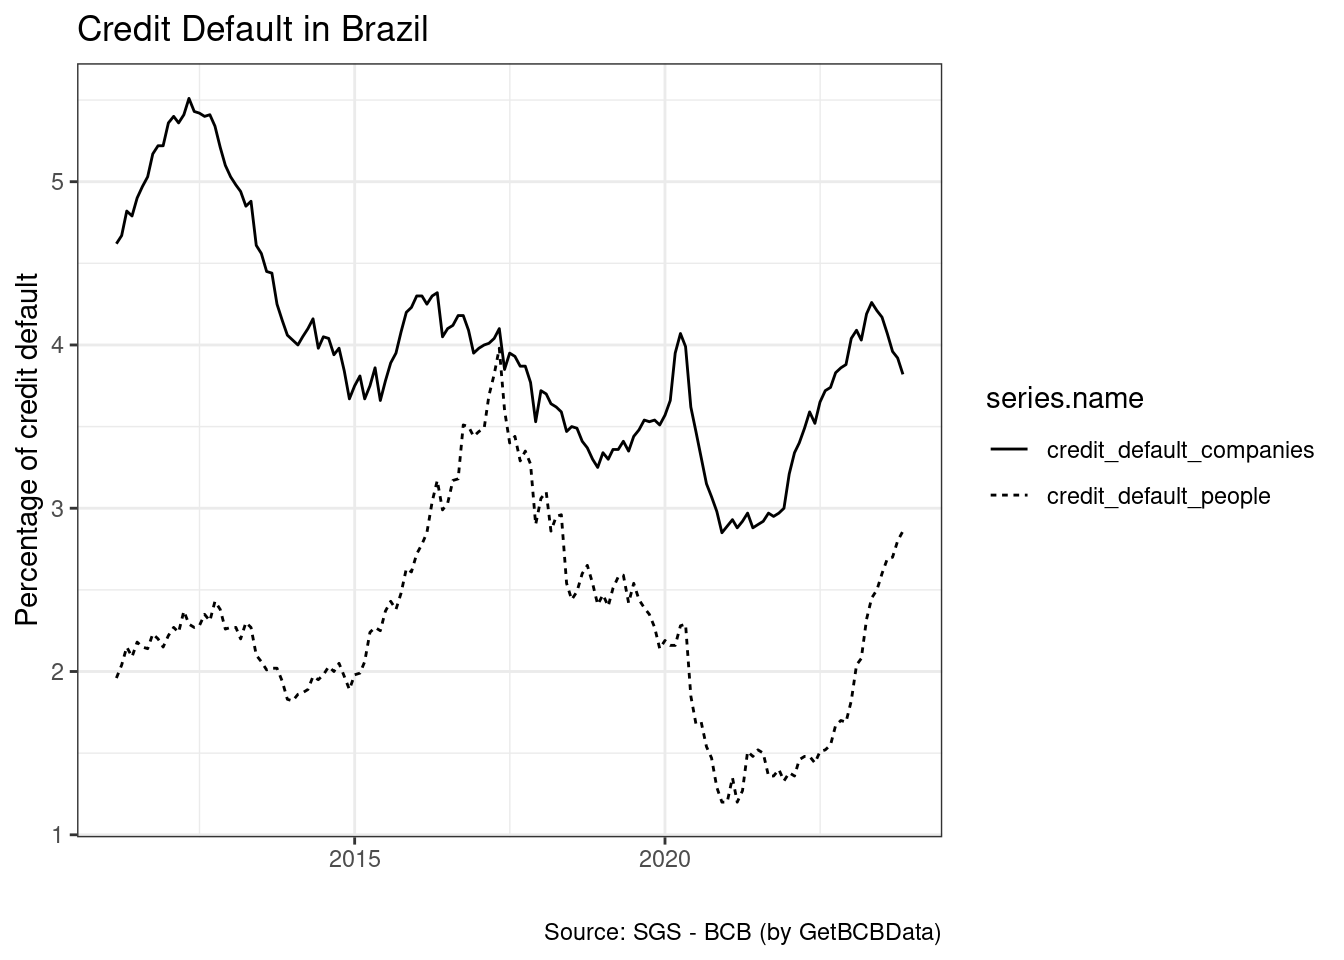 Credit Default in Brazil
Percentage of credit default
5
4
3
2
1
2015
2020
series.name
credit_default_companies
credit_default_people
Source: SGS - BCB (by GetBCBData)